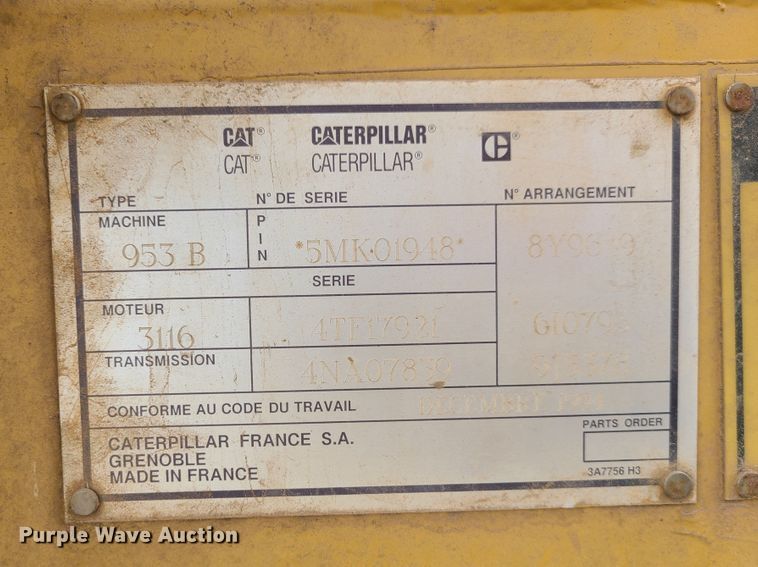 CAT® CATERPILLAR® C®
CAT® CATERPILLAR®
TYPE N° DE SERIE N° ARRANGEMENT
MACHINE PIN
953 B *5MK01948*
SERIE
MOTEUR
3116 4TF17921
TRANSMISSION
CONFORME AU CODE DU TRAVAIL
PARTS ORDER
CATERPILLAR FRANCE S.A.
GRENOBLE
MADE IN FRANCE
3A7756 H3
Purple Wave Auction